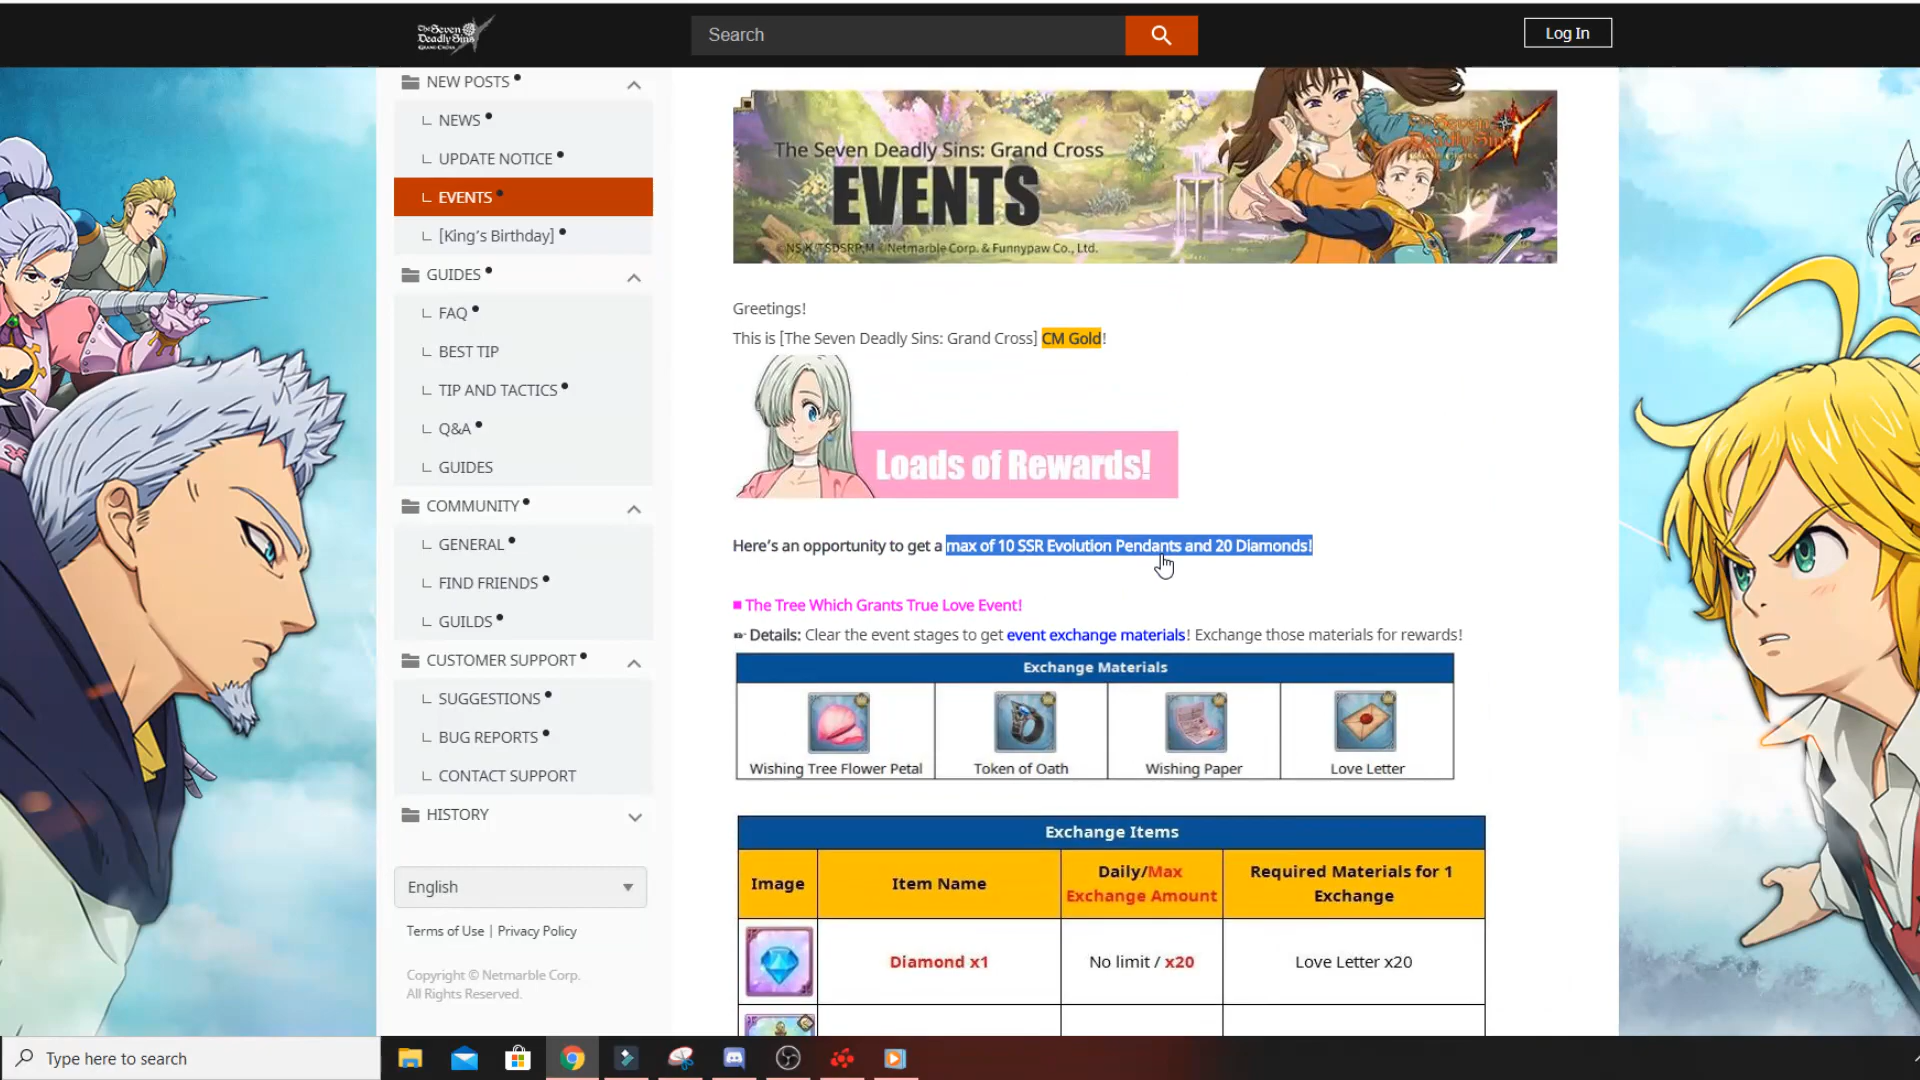 The Seven
Deadly Sins
GRAND CROSS
Search
Log In
NEW POSTS
NEWS
UPDATE NOTICE
EVENTS
[King's Birthday]
GUIDES
FAQ
BEST TIP
TIP AND TACTICS
Q&A
GUIDES
COMMUNITY
GENERAL
FIND FRIENDS
GUILDS
CUSTOMER SUPPORT
SUGGESTIONS
BUG REPORTS
CONTACT SUPPORT
HISTORY
English
Terms of Use | Privacy Policy
Copyright © Netmarble Corp.
All Rights Reserved.
The Seven Deadly Sins: Grand Cross
EVENTS
The Seven
Deadly Sins
Netmarble Corp. & Funnypaw Co., Ltd.
Greetings!
This is [The Seven Deadly Sins: Grand Cross] CM Gold!
Loads of Rewards!
Here's an opportunity to get a max of 10 SSR Evolution Pendants and 20 Diamonds!
■ The Tree Which Grants True Love Event!
☛ Details: Clear the event stages to get event exchange materials! Exchange those materials for rewards!
Exchange Materials
Wishing Tree Flower Petal Token of Oath Wishing Paper Love Letter
Exchange Items
Image Item Name Daily/Max Exchange Amount Required Materials for 1 Exchange
Diamond x1 No limit / x20 Love Letter x20
Type here to search